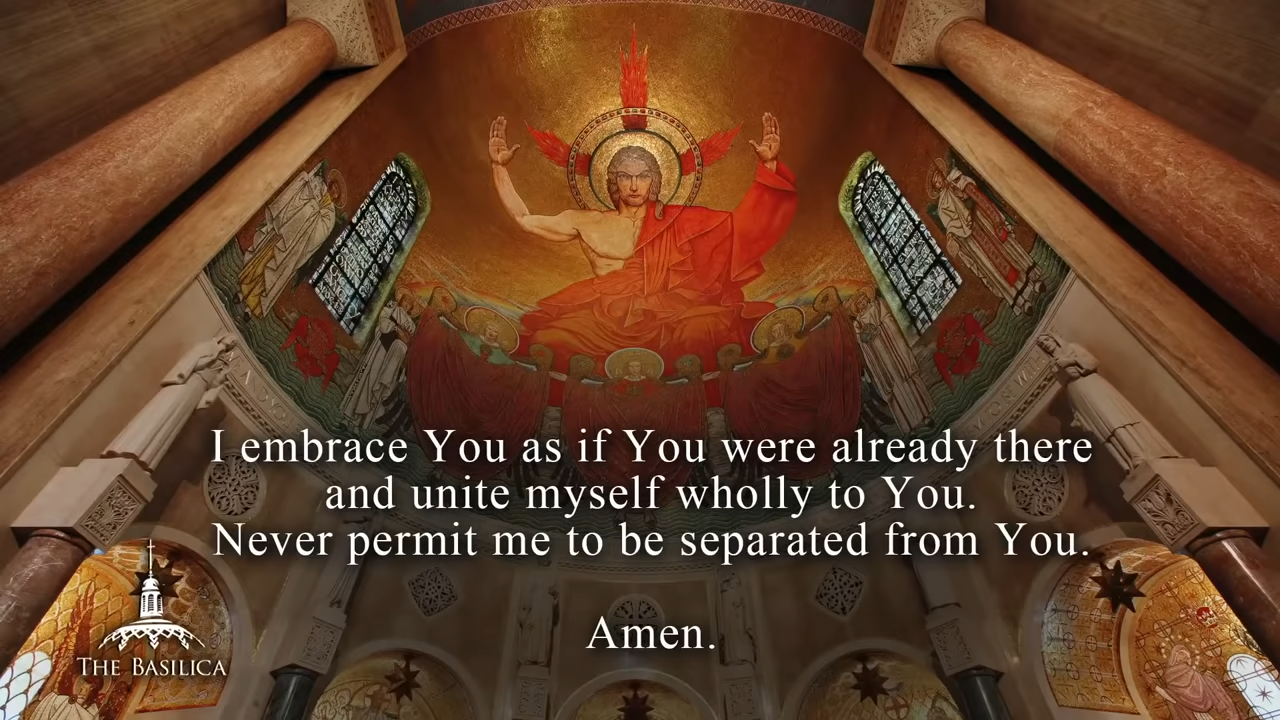 I embrace You as if You were already there
and unite myself wholly to You.
Never permit me to be separated from You.
Amen.
THE BASILICA